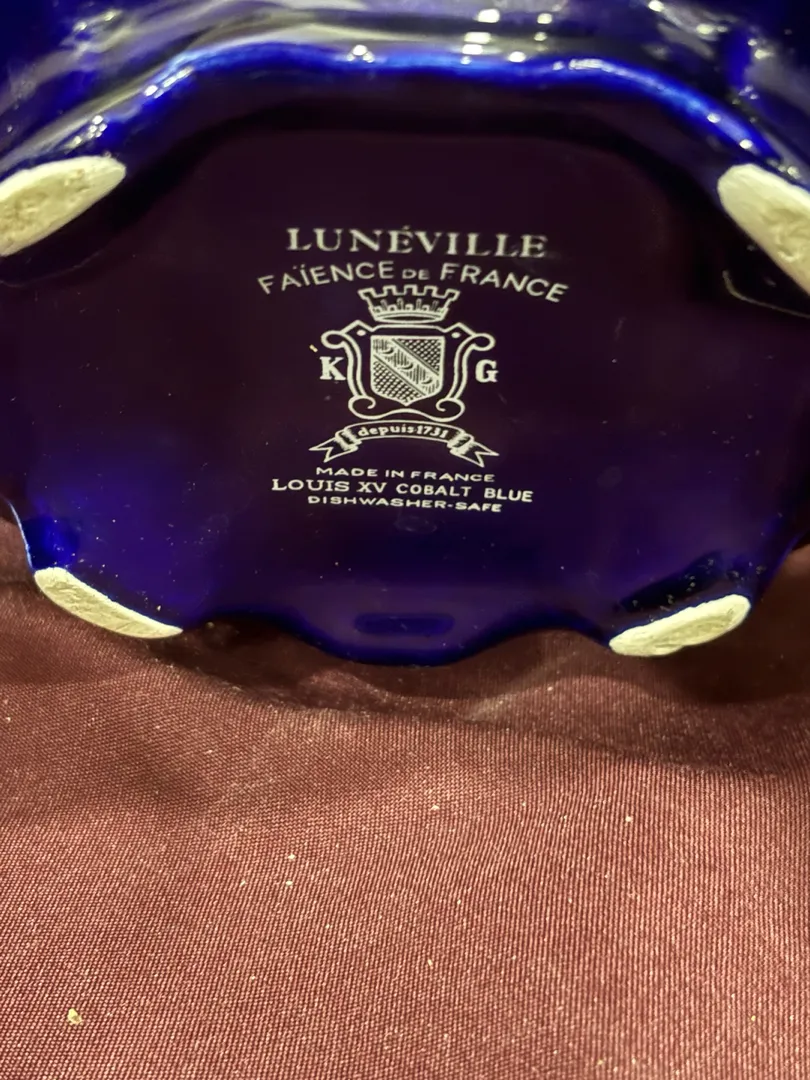 LUNÉVILLE
FAÏENCE DE FRANCE
K G
depuis 1731
MADE IN FRANCE
LOUIS XV COBALT BLUE
DISHWASHER-SAFE